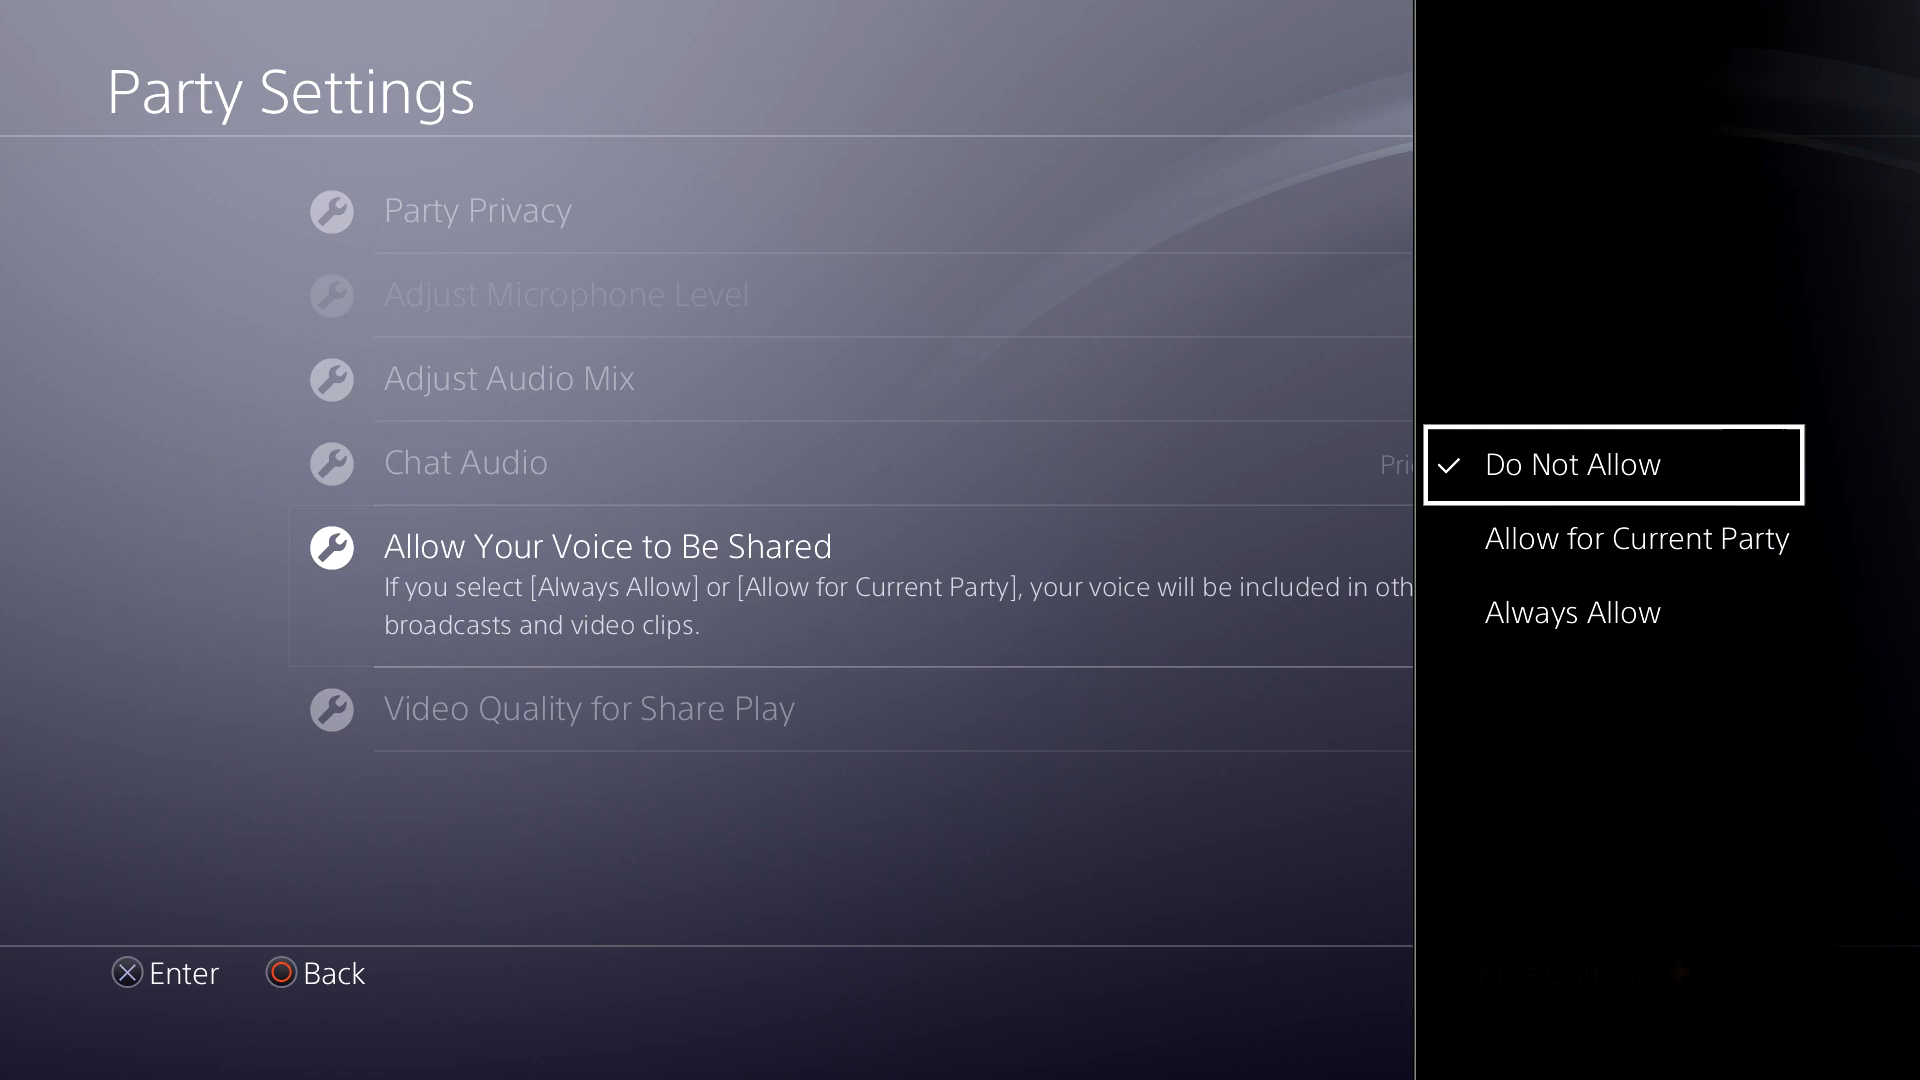 Party Settings
Party Privacy
Adjust Microphone Level
Adjust Audio Mix
Chat Audio
Allow Your Voice to Be Shared
If you select [Always Allow] or [Allow for Current Party], your voice will be included in
broadcasts and video clips.
Video Quality for Share Play
Do Not Allow
Allow for Current Party
Always Allow
Enter
Back